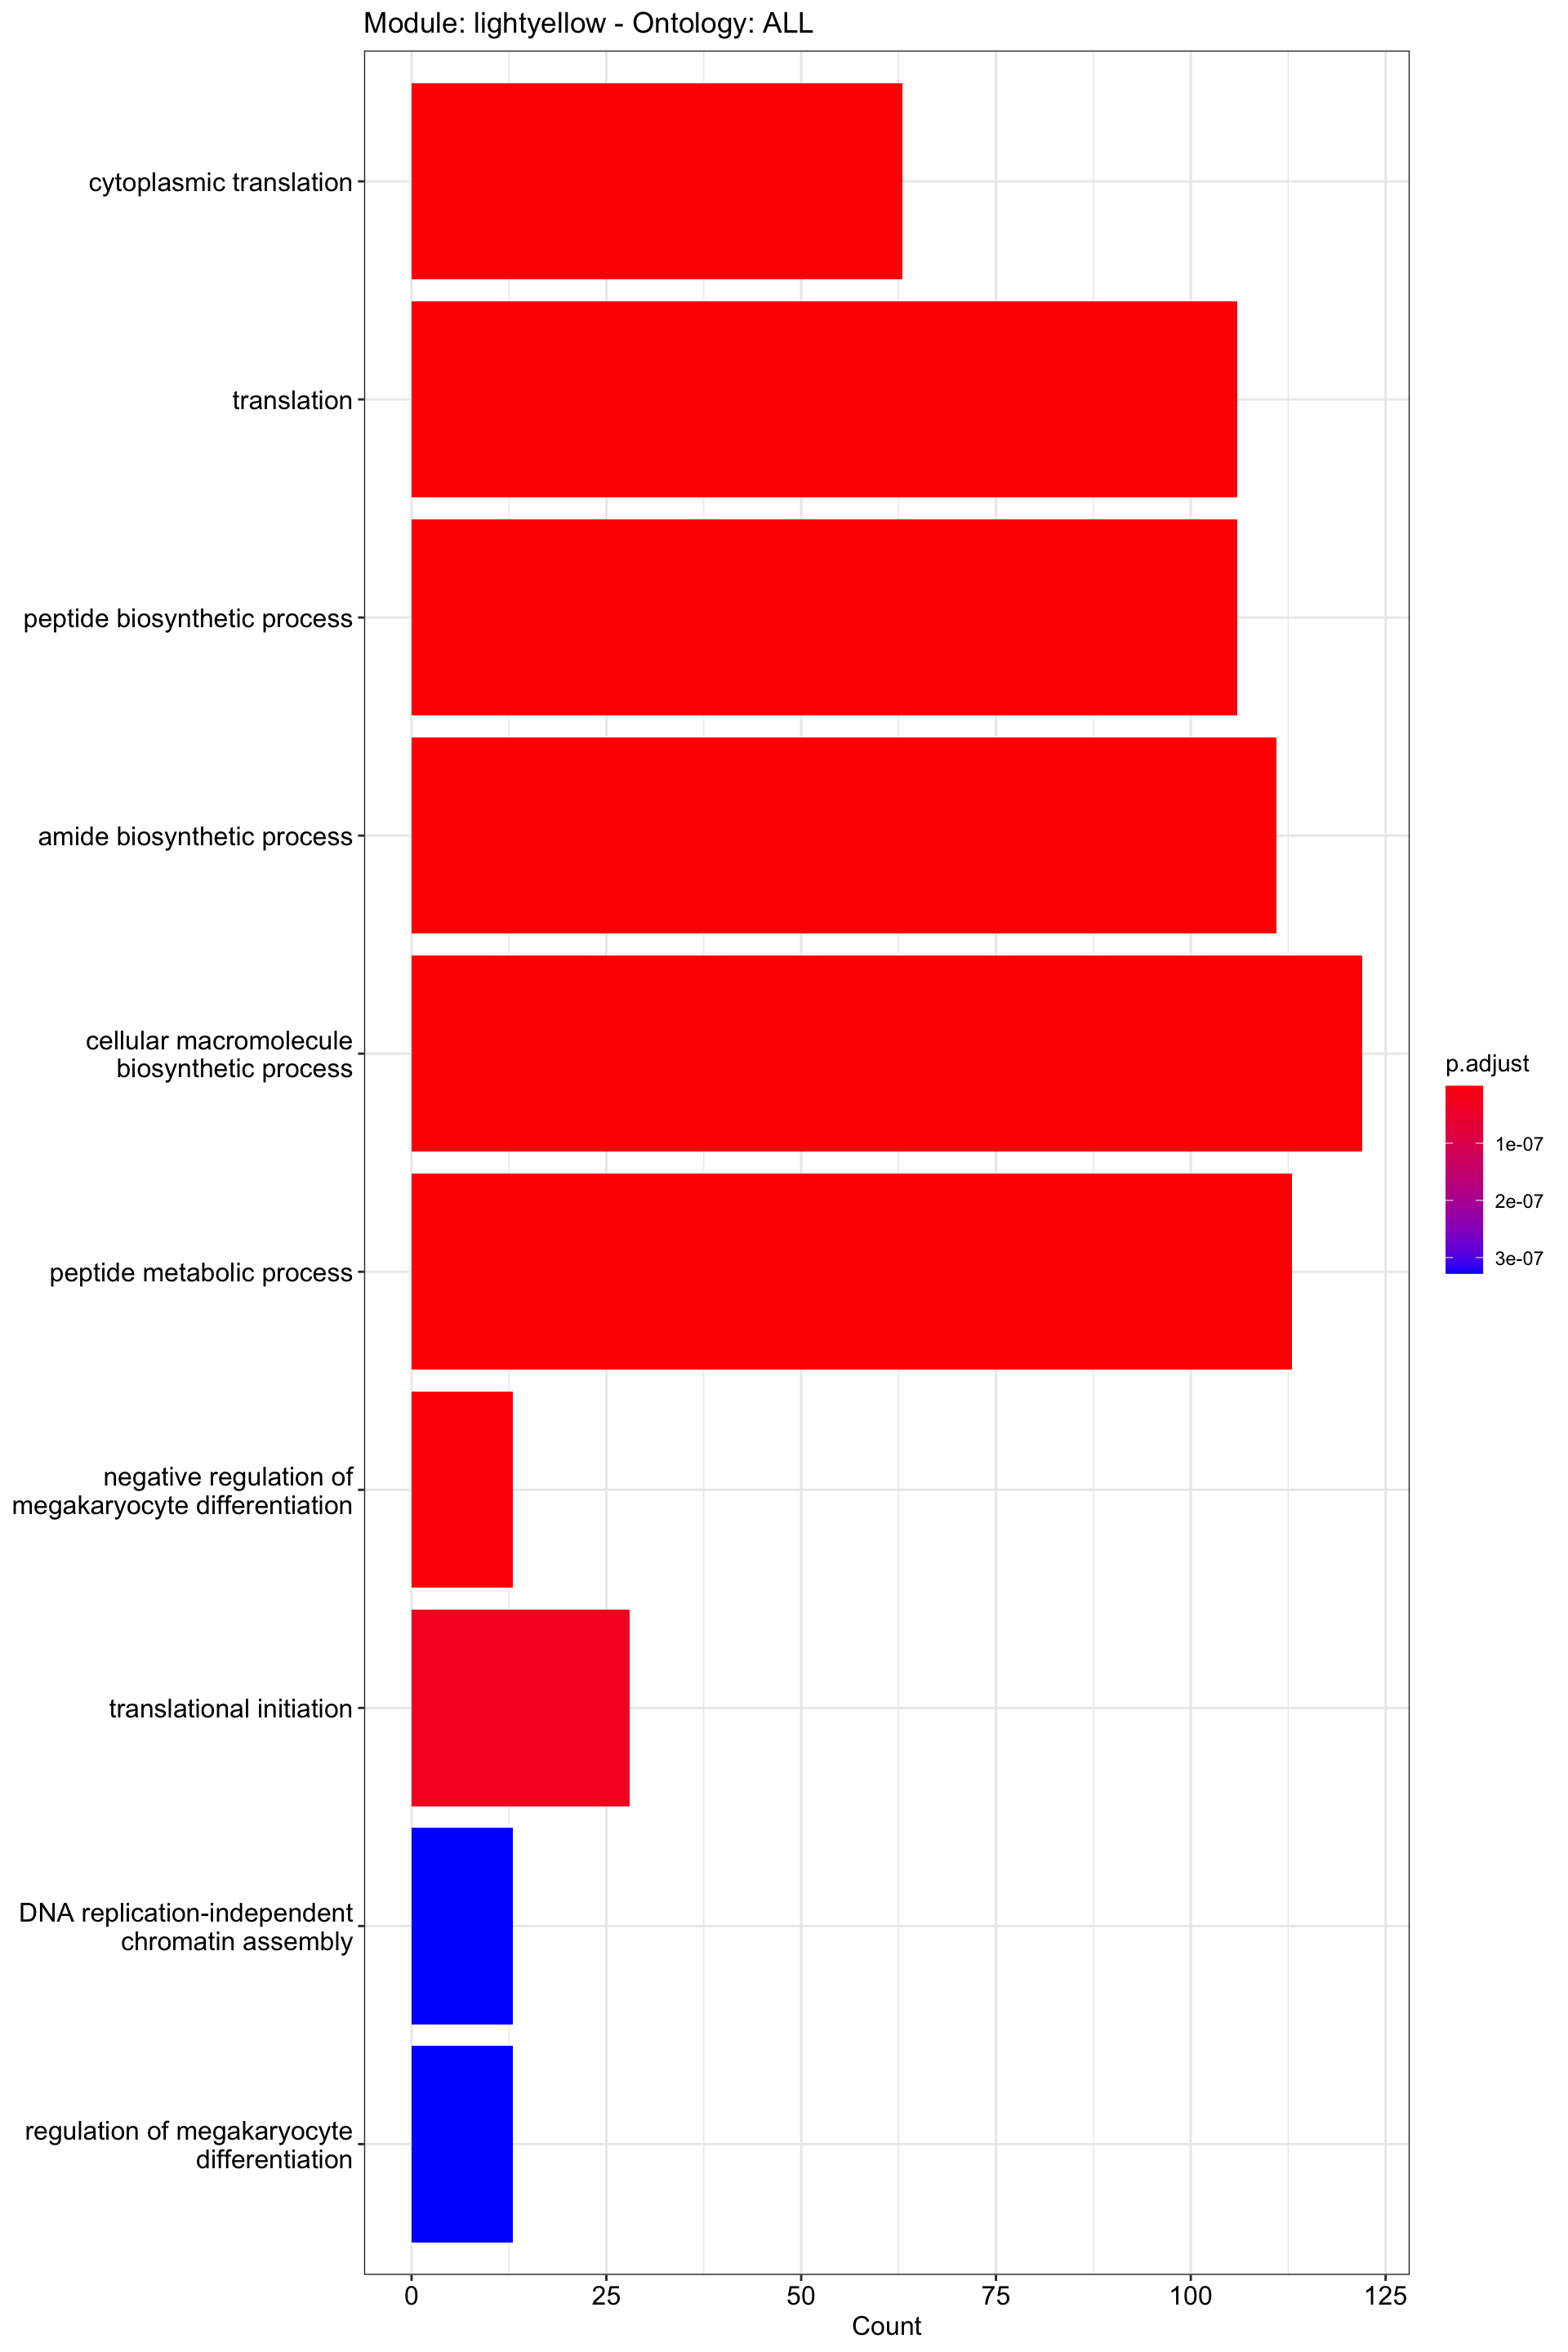 Module: lightyellow - Ontology: ALL
cytoplasmic translation
translation
peptide biosynthetic process
amide biosynthetic process
cellular macromolecule
biosynthetic process
peptide metabolic process
negative regulation of
megakaryocyte differentiation
translational initiation
DNA replication-independent
chromatin assembly
regulation of megakaryocyte
differentiation
0 25 50 75 100 125
Count
p.adjust
1e-07
2e-07
3e-07